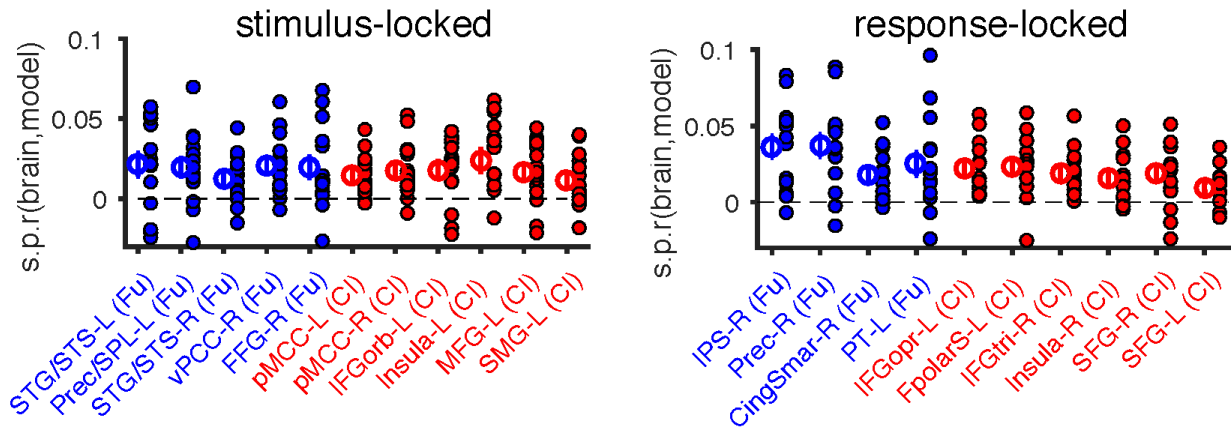 stimulus-locked
s.p.r(brain,model)
0.1
0.05
0
STG/STS-L (Fu)
Prec/SPL-L (Fu)
STG/STS-R (Fu)
vPCC-R (Fu)
FFG-R (Fu)
pMCC-L (Cl)
pMCC-R (Cl)
IFGorb-L (Cl)
Insula-L (Cl)
MFG-L (Cl)
SMG-L (Cl)
response-locked
s.p.r(brain,model)
0.1
0.05
0
IPS-R (Fu)
Prec-R (Fu)
CingSmar-R (Fu)
PT-L (Fu)
IFGopr-L (Cl)
FpolarS-L (Cl)
IFGtri-R (Cl)
Insula-R (Cl)
SFG-R (Cl)
SFG-L (Cl)